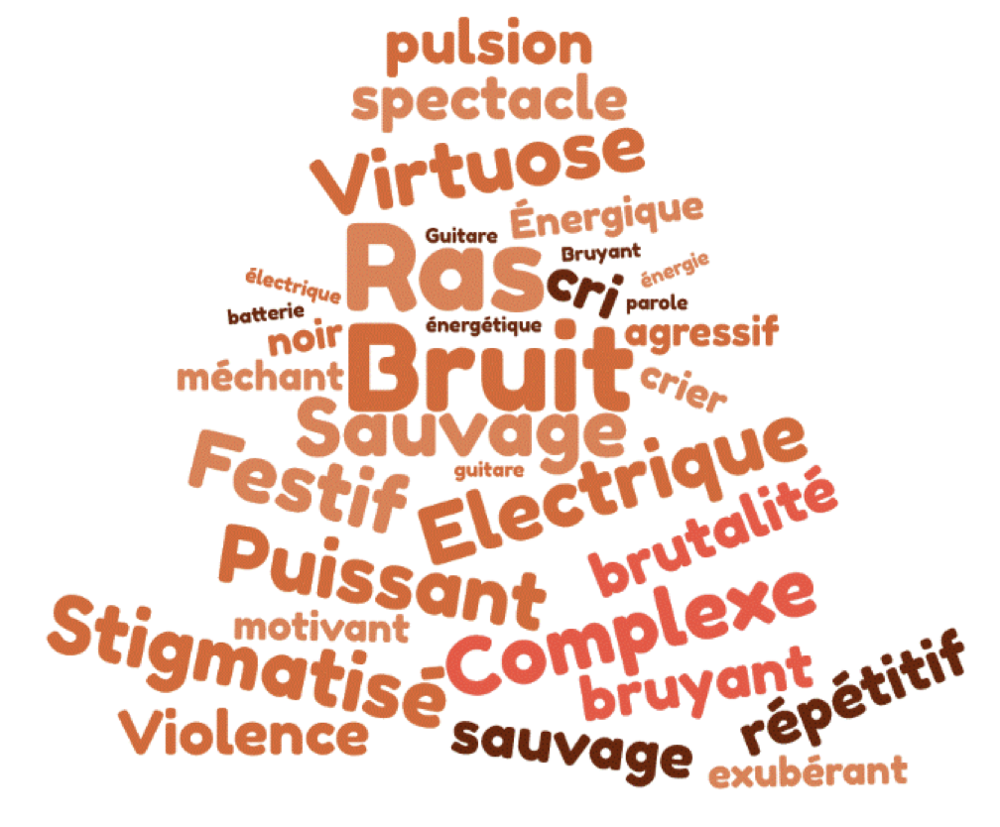 pulsion
spectacle
Virtuose
Énergique
Guitare
Ras
Bruyant
cri
énergie
électrique
parole
batterie
énergétique
noir
Bruit
agressif
méchant
crier
Sauvage
guitare
Festif
Electrique
brutalité
Puissant
Complexe
motivant
Stigmatisé
bruyant
répétitif
Violence
sauvage
exubérant